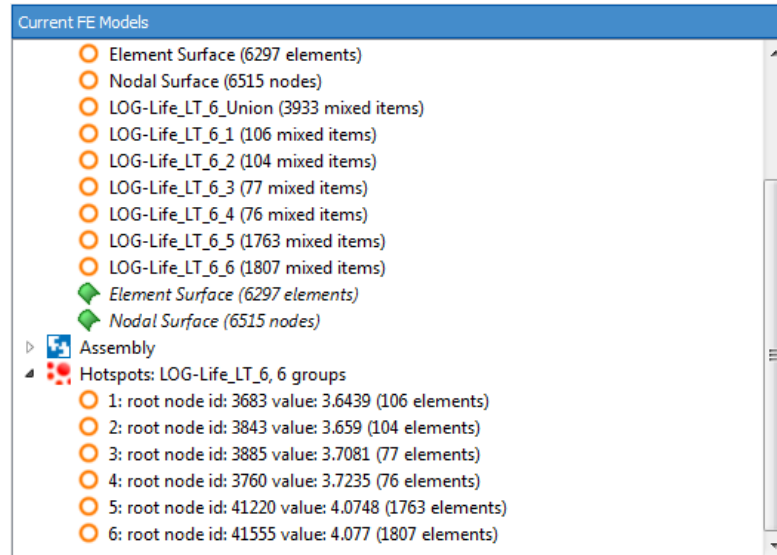 Current FE Models
Element Surface (6297 elements)
Nodal Surface (6515 nodes)
LOG-Life_LT_6_Union (3933 mixed items)
LOG-Life_LT_6_1 (106 mixed items)
LOG-Life_LT_6_2 (104 mixed items)
LOG-Life_LT_6_3 (77 mixed items)
LOG-Life_LT_6_4 (76 mixed items)
LOG-Life_LT_6_5 (1763 mixed items)
LOG-Life_LT_6_6 (1807 mixed items)
Element Surface (6297 elements)
Nodal Surface (6515 nodes)
Assembly
Hotspots: LOG-Life_LT_6, 6 groups
1: root node id: 3683 value: 3.6439 (106 elements)
2: root node id: 3843 value: 3.659 (104 elements)
3: root node id: 3885 value: 3.7081 (77 elements)
4: root node id: 3760 value: 3.7235 (76 elements)
5: root node id: 41220 value: 4.0748 (1763 elements)
6: root node id: 41555 value: 4.077 (1807 elements)